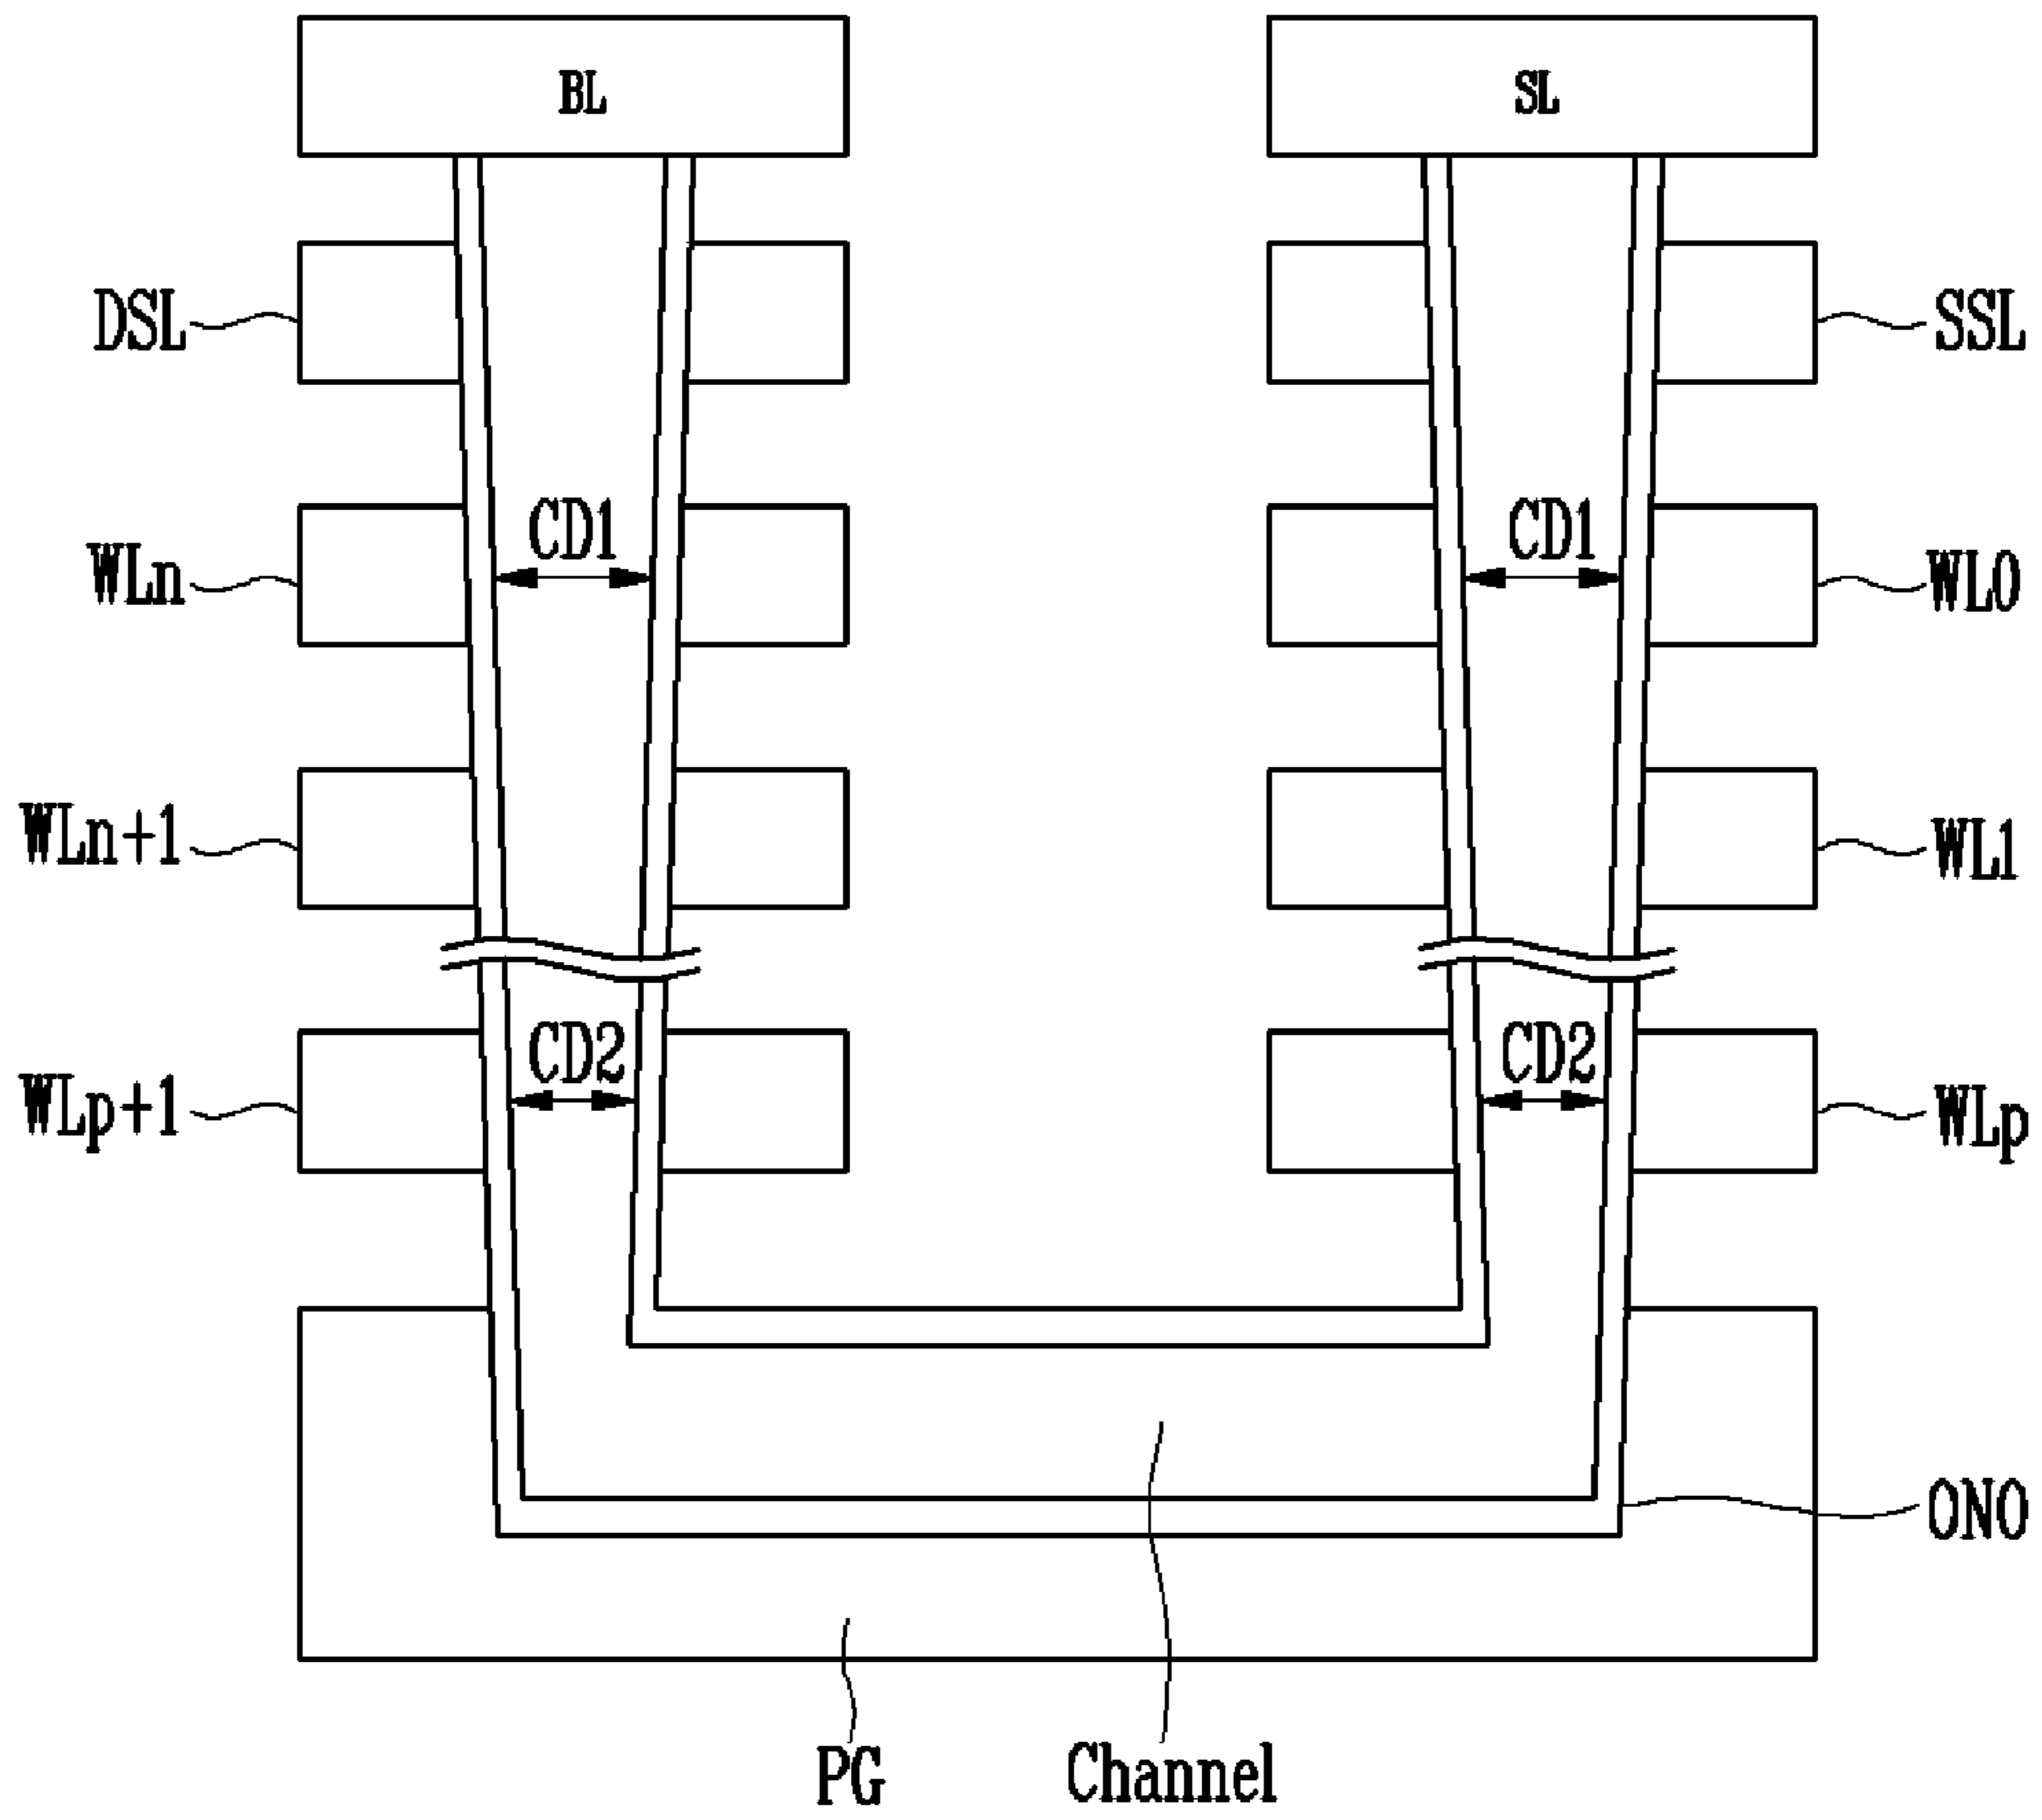 BL
SL
DSL
SSL
CD1
CD1
WLn
WL0
WLn+1
WL1
CD2
CD2
WLp+1
WLp
ONO
PG
Channel